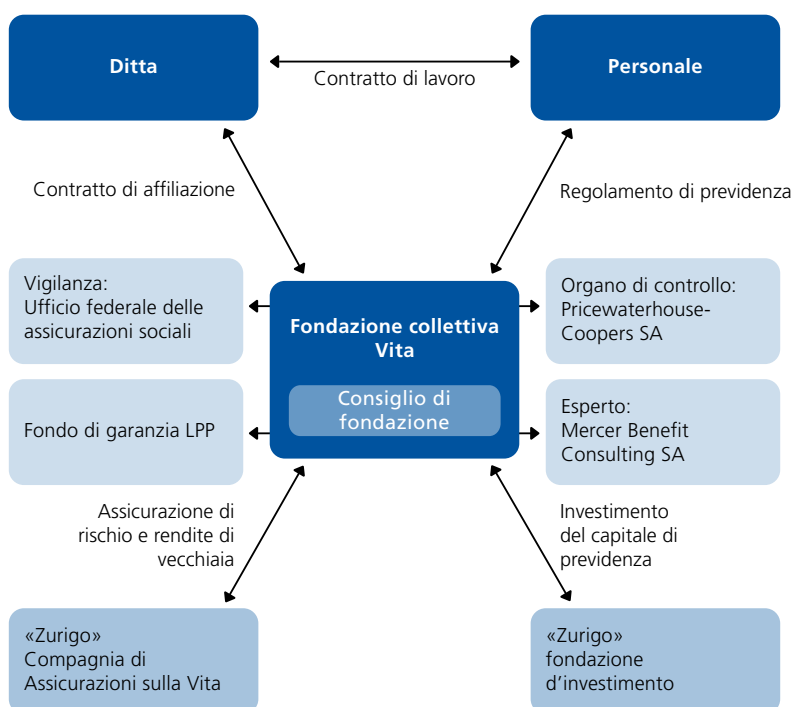 Ditta
Contratto di lavoro
Personale
Contratto di affiliazione
Regolamento di previdenza
Vigilanza:
Ufficio federale delle
assicurazioni sociali
Fondazione collettiva
Vita
Consiglio di
fondazione
Organo di controllo:
Pricewaterhouse-
Coopers SA
Fondo di garanzia LPP
Esperto:
Mercer Benefit
Consulting SA
Assicurazione di
rischio e rendite di
vecchiaia
Investimento
del capitale di
previdenza
«Zurigo»
Compagnia di
Assicurazioni sulla Vita
«Zurigo»
fondazione
d’investimento